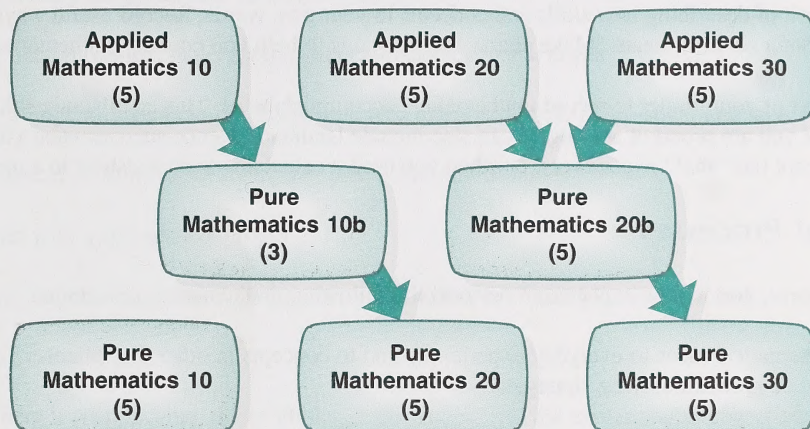 Applied
Mathematics 10
(5)
Applied
Mathematics 20
(5)
Applied
Mathematics 30
(5)
Pure
Mathematics 10b
(3)
Pure
Mathematics 20b
(5)
Pure
Mathematics 10
(5)
Pure
Mathematics 20
(5)
Pure
Mathematics 30
(5)